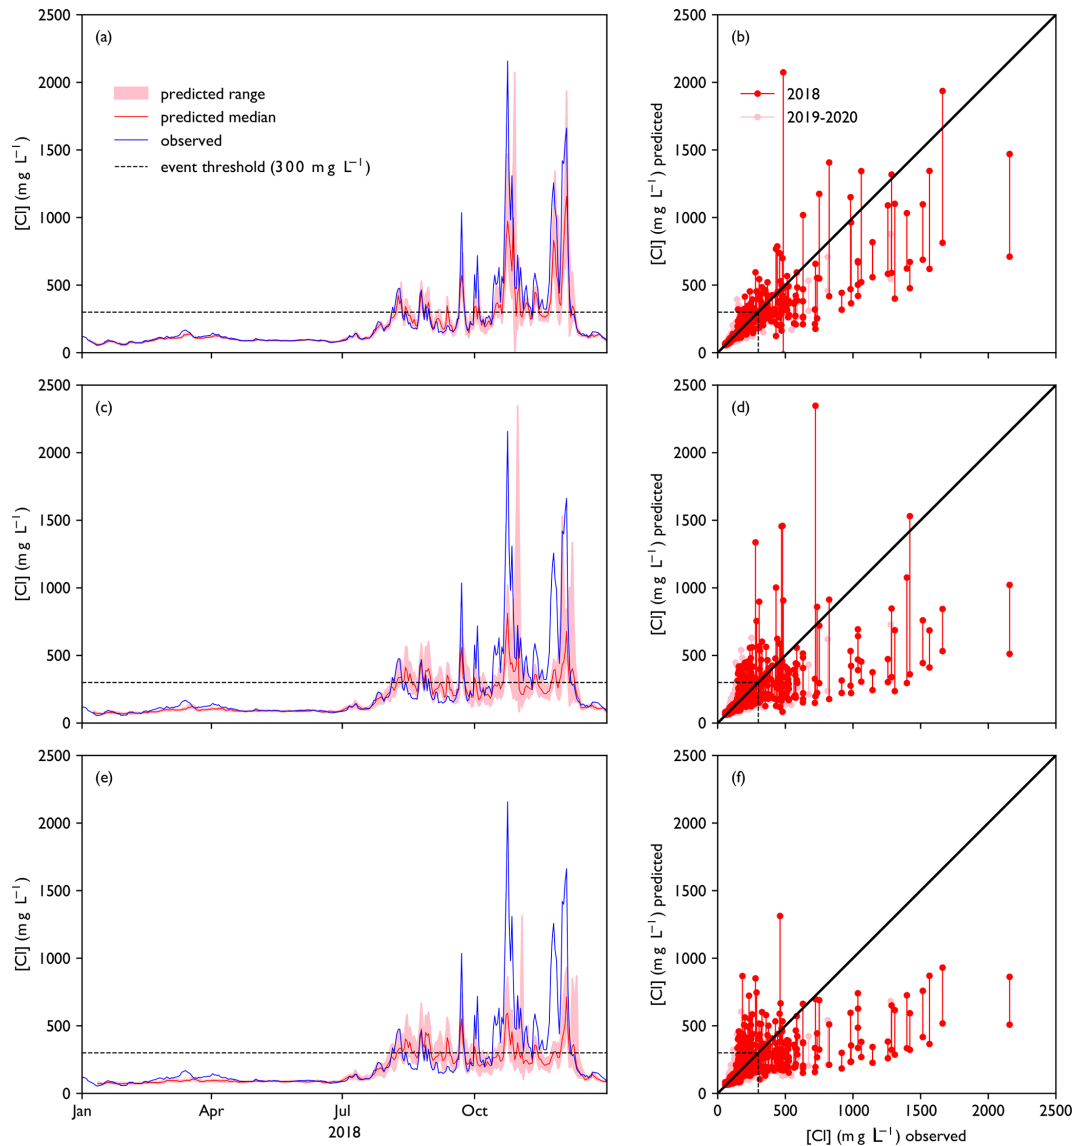 2500
2000
1500
1000
500
0
[Cl] (mg L−1)
(a)
predicted range
predicted median
observed
event threshold (300 mg L−1)
2500
2000
1500
1000
500
0
[Cl] (mg L−1) predicted
(b)
2018
2019-2020
2500
2000
1500
1000
500
0
[Cl] (mg L−1)
(c)
2500
2000
1500
1000
500
0
[Cl] (mg L−1) predicted
(d)
2500
2000
1500
1000
500
0
[Cl] (mg L−1)
(e)
Jan
Apr
Jul
Oct
2018
2500
2000
1500
1000
500
0
[Cl] (mg L−1) predicted
(f)
0
500
1000
1500
2000
2500
[Cl] (mg L−1) observed